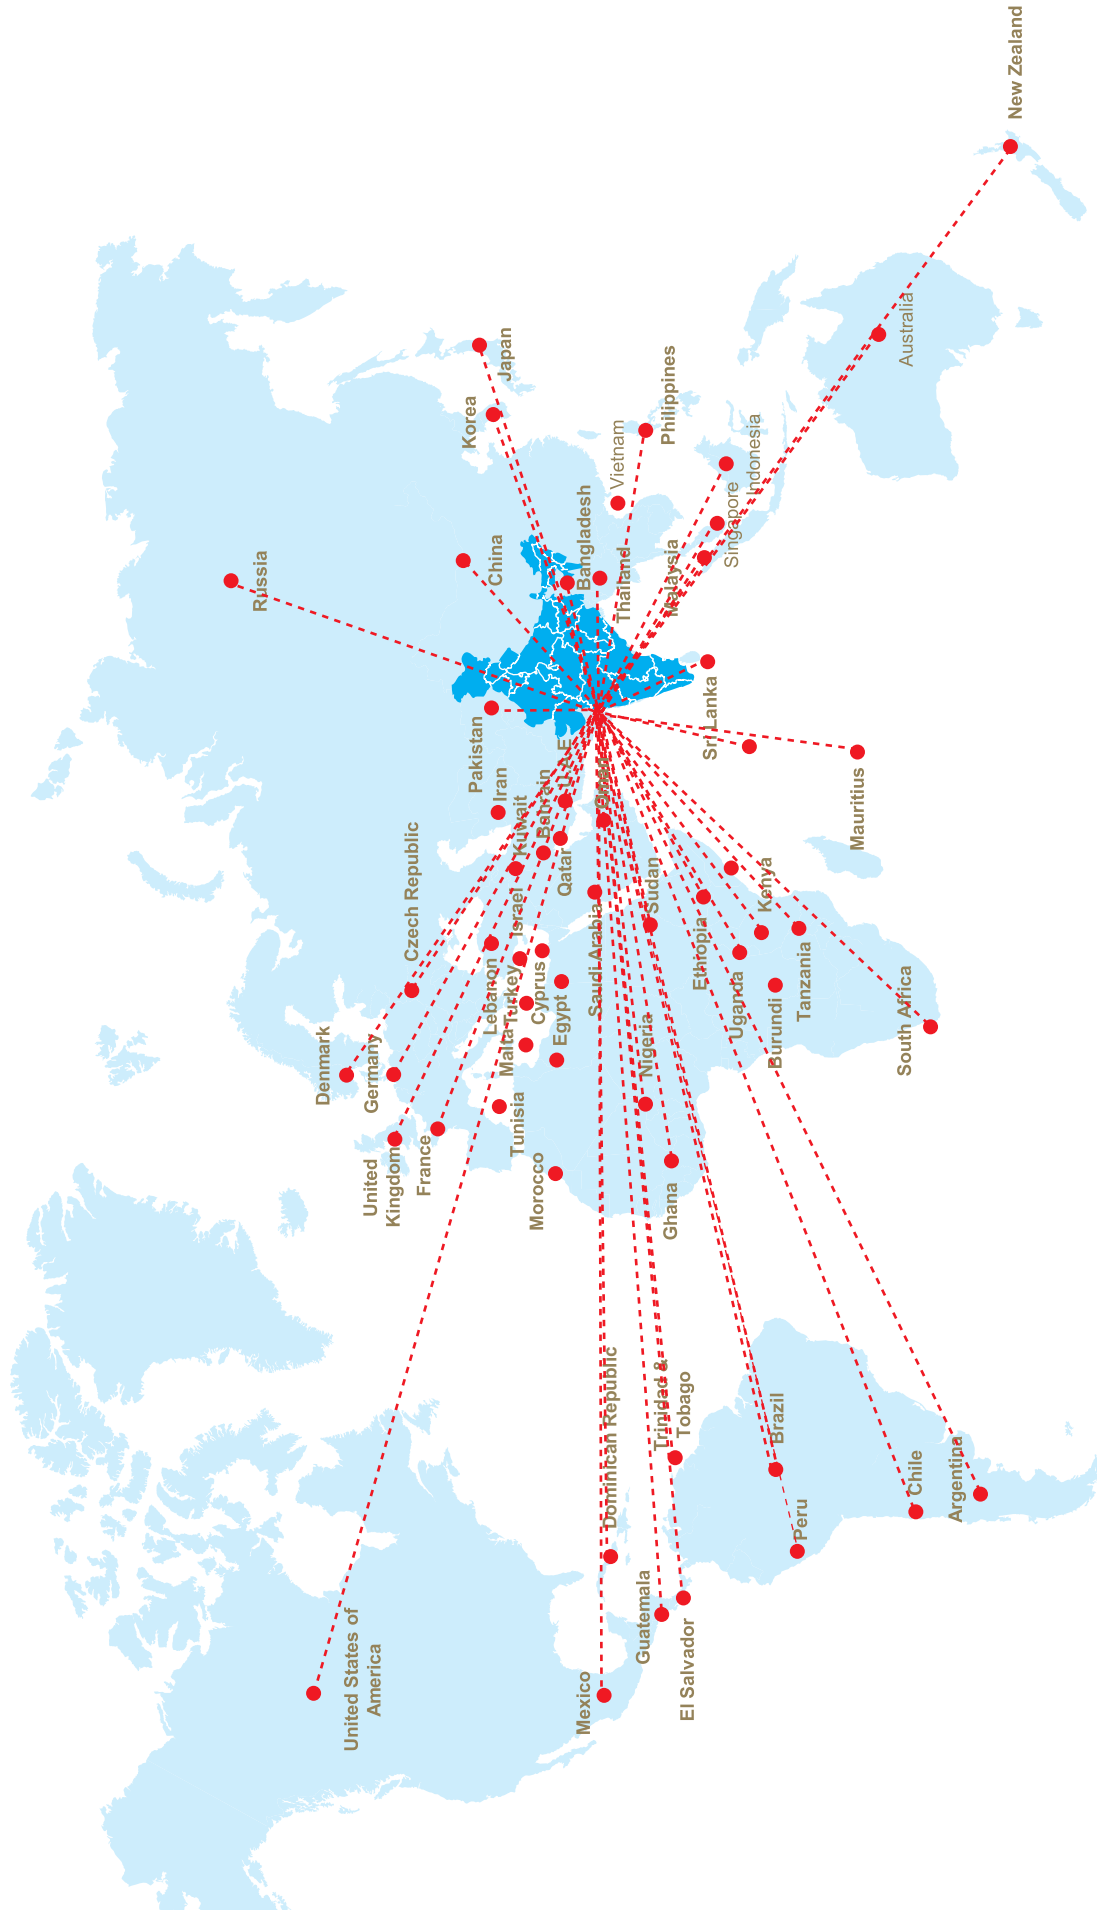 United States of
America
Mexico
Guatemala
El Salvador
Dominican Republic
Trinidad &
Tobago
Peru
Brazil
Chile
Argentina
Denmark
Germany
United
Kingdom
France
Czech Republic
Morocco
Tunisia
Malta
Turkey
Lebanon
Cyprus
Egypt
Israel
Kuwait
Bahrain
Qatar
U.A.E
Iran
Oman
Saudi Arabia
Sudan
Nigeria
Ghana
Ethiopia
Uganda
Kenya
Burundi
Tanzania
South Africa
Mauritius
Pakistan
Sri Lanka
Russia
China
Korea
Japan
Bangladesh
Thailand
Vietnam
Philippines
Malaysia
Singapore
Indonesia
Australia
New Zealand